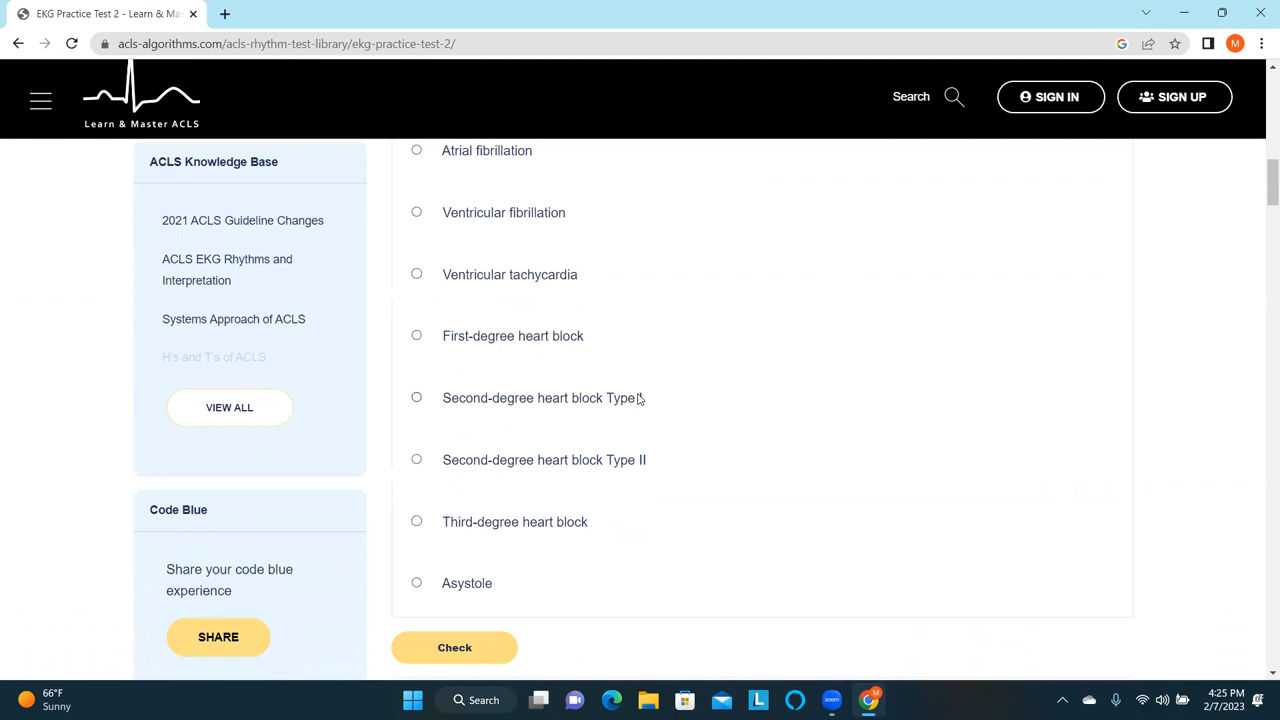 EKG Practice Test 2 - Learn & Ma
acls-algorithms.com/acls-rhythm-test-library/ekg-practice-test-2/
M
Learn & Master ACLS
Search
SIGN IN
SIGN UP
ACLS Knowledge Base
2021 ACLS Guideline Changes
ACLS EKG Rhythms and
Interpretation
Systems Approach of ACLS
H's and T's of ACLS
VIEW ALL
Code Blue
Share your code blue
experience
SHARE
Atrial fibrillation
Ventricular fibrillation
Ventricular tachycardia
First-degree heart block
Second-degree heart block Type
Second-degree heart block Type II
Third-degree heart block
Asystole
Check
66°F
Sunny
Search
L
zoom
M
4:25 PM
2/7/2023